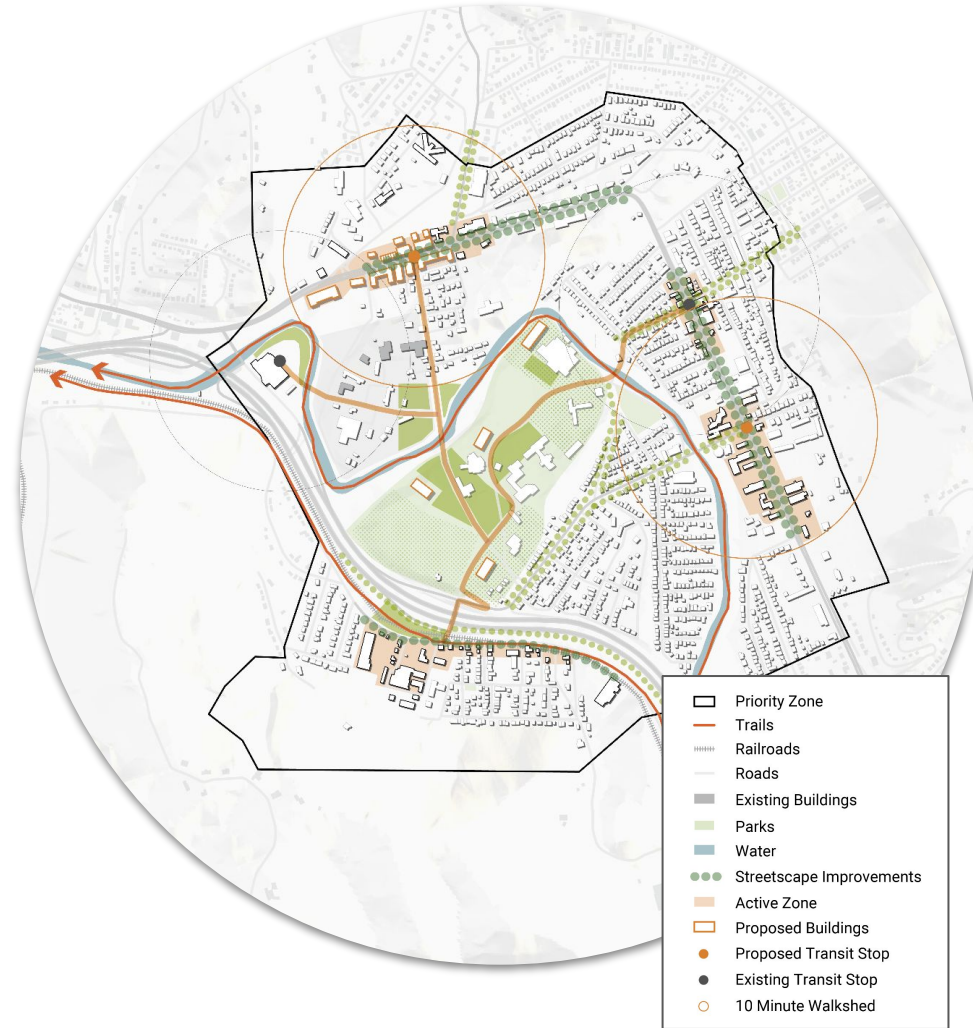 Priority Zone
Trails
Railroads
Roads
Existing Buildings
Parks
Water
Streetscape Improvements
Active Zone
Proposed Buildings
Proposed Transit Stop
Existing Transit Stop
10 Minute Walkshed